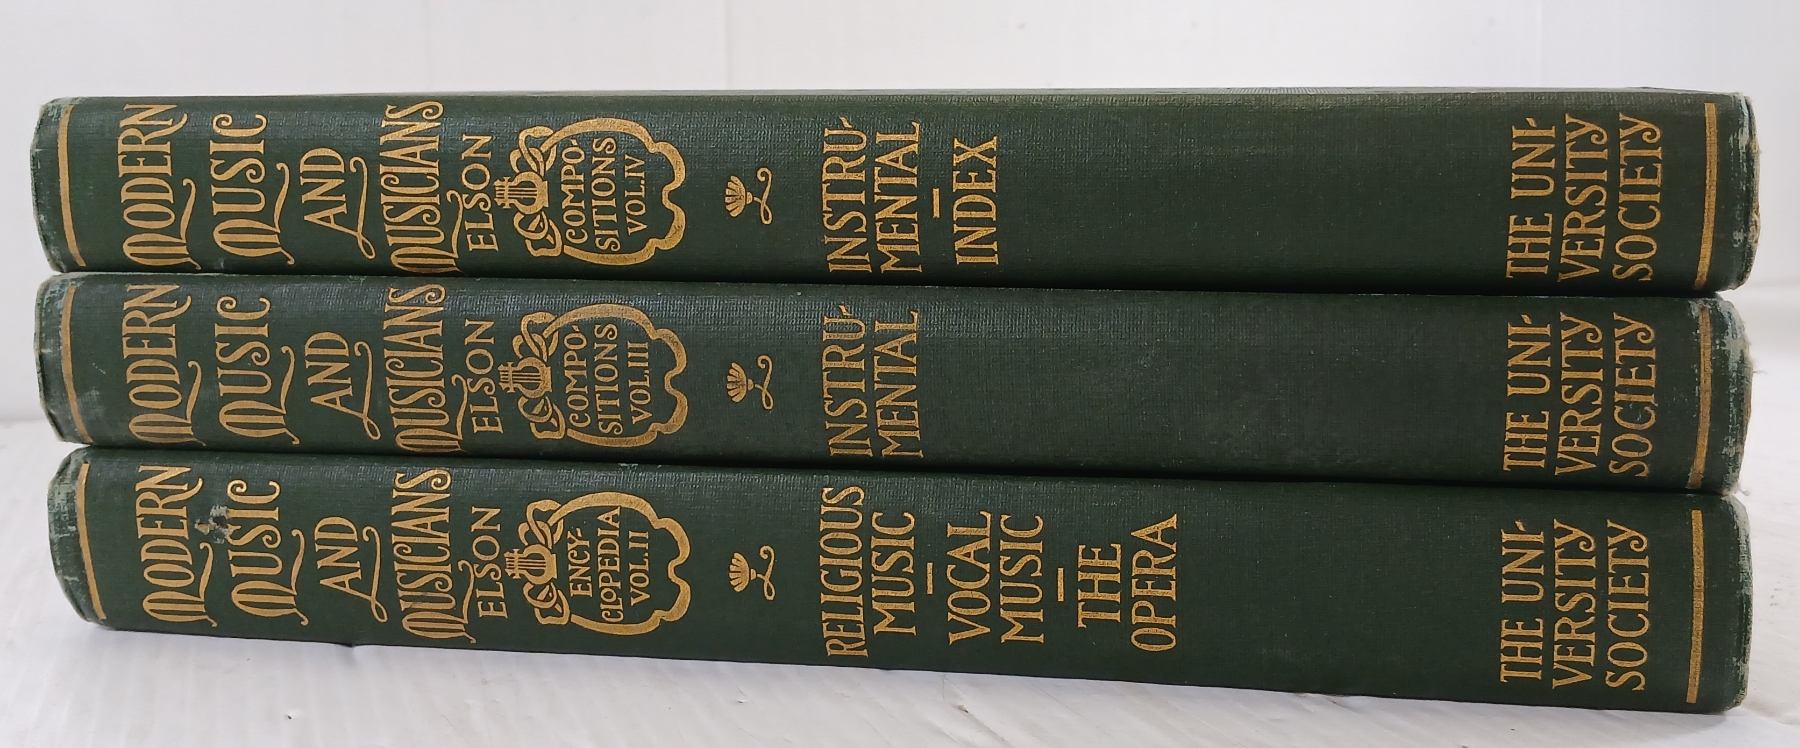 MODERN
MUSIC
AND
MUSICIANS
ELSON
COMPO-
SITIONS
VOL.IV
INSTRU-
MENTAL
—
INDEX
THE UNI-
VERSITY
SOCIETY
MODERN
MUSIC
AND
MUSICIANS
ELSON
COMPO-
SITIONS
VOL.III
INSTRU-
MENTAL
THE UNI-
VERSITY
SOCIETY
MODERN
MUSIC
AND
MUSICIANS
ELSON
ENCY-
CLOPEDIA
VOL.II
RELIGIOUS
MUSIC
—
VOCAL
MUSIC
—
THE
OPERA
THE UNI-
VERSITY
SOCIETY